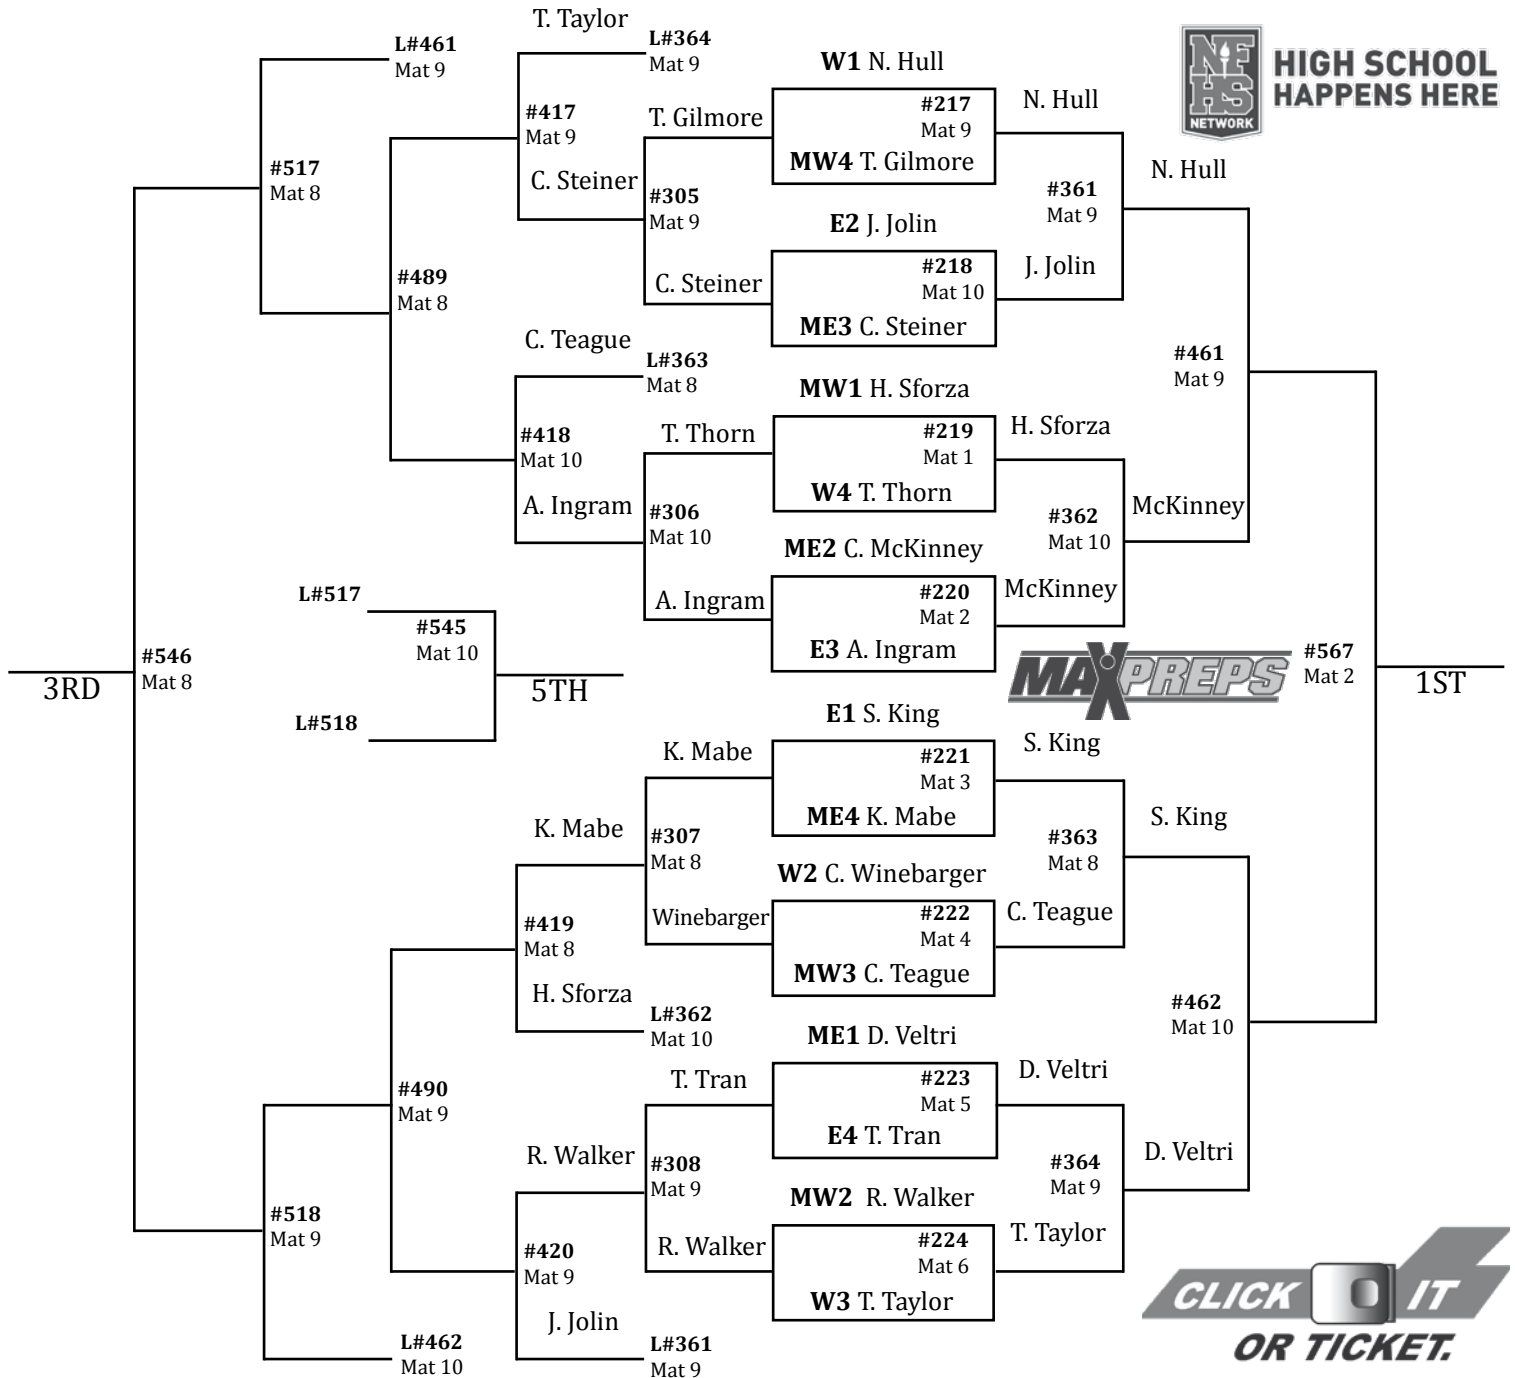 T. Taylor
L#461
Mat 9
L#364
Mat 9
W1 N. Hull
NFHS
NETWORK
HIGH SCHOOL
HAPPENS HERE
#417
Mat 9
T. Gilmore
#217
Mat 9
N. Hull
MW4 T. Gilmore
#517
Mat 8
C. Steiner
#305
Mat 9
#361
Mat 9
N. Hull
E2 J. Jolin
#489
Mat 8
C. Steiner
#218
Mat 10
J. Jolin
ME3 C. Steiner
C. Teague
L#363
Mat 8
#461
Mat 9
MW1 H. Sforza
#418
Mat 10
T. Thorn
#219
Mat 1
H. Sforza
W4 T. Thorn
A. Ingram
#306
Mat 10
#362
Mat 10
McKinney
ME2 C. McKinney
L#517
A. Ingram
#220
Mat 2
McKinney
E3 A. Ingram
#545
Mat 10
#546
Mat 8
3RD
5TH
L#518
MAXPREPS
#567
Mat 2
1ST
E1 S. King
K. Mabe
#221
Mat 3
S. King
ME4 K. Mabe
K. Mabe
#307
Mat 8
#363
Mat 8
S. King
W2 C. Winebarger
Winebarger
#222
Mat 4
C. Teague
MW3 C. Teague
#419
Mat 8
H. Sforza
L#362
Mat 10
#462
Mat 10
ME1 D. Veltri
#490
Mat 9
T. Tran
#223
Mat 5
D. Veltri
E4 T. Tran
R. Walker
#308
Mat 9
#364
Mat 9
D. Veltri
MW2 R. Walker
#518
Mat 9
R. Walker
#224
Mat 6
T. Taylor
W3 T. Taylor
#420
Mat 9
J. Jolin
L#361
Mat 9
L#462
Mat 10
CLICK IT
OR TICKET.